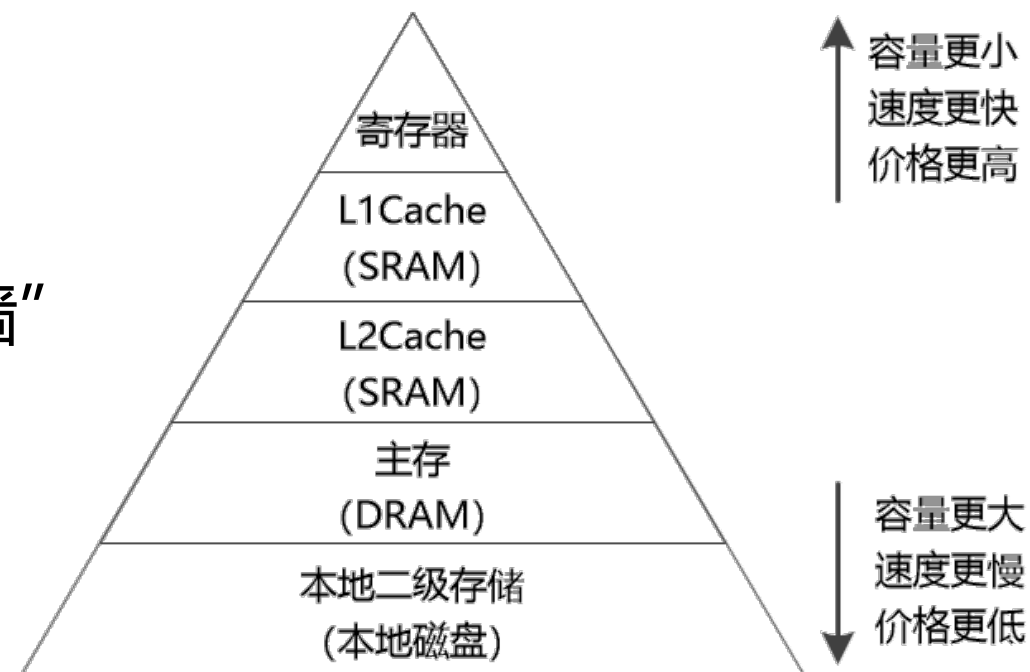 寄存器
L1Cache
(SRAM)
L2Cache
(SRAM)
主存
(DRAM)
本地二级存储
(本地磁盘)
容量更小
速度更快
价格更高
容量更大
速度更慢
价格更低